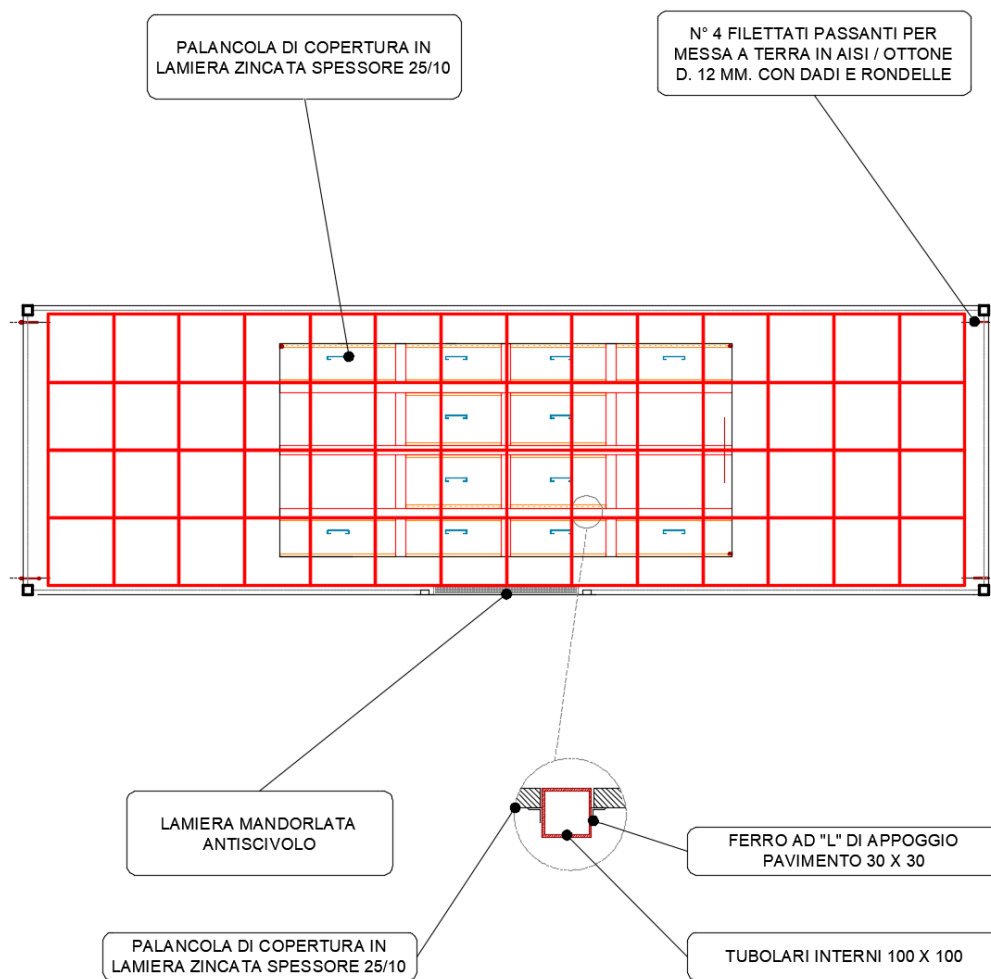 PALANCOLA DI COPERTURA IN
LAMIERA ZINCATA SPESSORE 25/10
N° 4 FILETTATI PASSANTI PER
MESSA A TERRA IN AISI / OTTONE
D. 12 MM. CON DADI E RONDELLE
LAMIERA MANDORLATA
ANTISCIVOLO
FERRO AD "L" DI APPOGGIO
PAVIMENTO 30 X 30
PALANCOLA DI COPERTURA IN
LAMIERA ZINCATA SPESSORE 25/10
TUBOLARI INTERNI 100 X 100